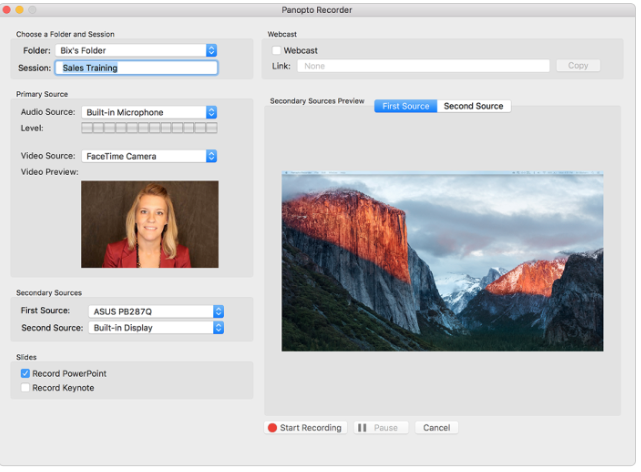 Panopto Recorder
Choose a Folder and Session
Folder: Bix's Folder
Session: Sales Training
Primary Source
Audio Source: Built-in Microphone
Level:
Video Source: FaceTime Camera
Video Preview:
Secondary Sources
First Source: ASUS PB287Q
Second Source: Built-in Display
Slides
Record PowerPoint
Record Keynote
Webcast
Webcast
Link: None Copy
Secondary Sources Preview First Source Second Source
Start Recording Pause Cancel